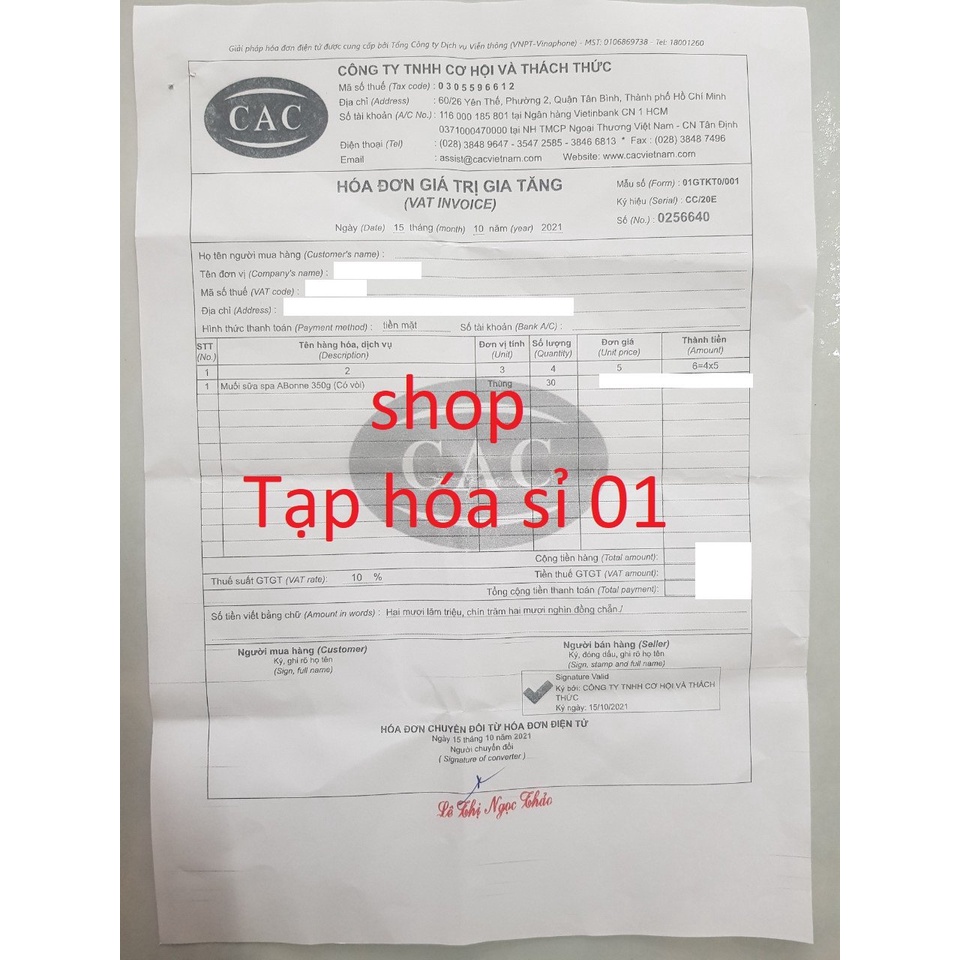 Giải pháp hóa đơn điện tử được cung cấp bởi Tổng Công ty Dịch vụ Viễn thông (VNPT-Vinaphone) - MST: 0106869738 - Tel: 18001260
CAC
CÔNG TY TNHH CƠ HỘI VÀ THÁCH THỨC
Mã số thuế (Tax code) : 0305596612
Địa chỉ (Address) : 60/26 Yên Thế, Phường 2, Quận Tân Bình, Thành phố Hồ Chí Minh
Số tài khoản (A/C No.) : 116 000 185 801 tại Ngân hàng Vietinbank CN 1 HCM
0371000470000 tại NH TMCP Ngoại Thương Việt Nam - CN Tân Định
Điện thoại (Tel) : (028) 3848 9647 - 3547 2585 - 3846 6813 * Fax : (028) 3848 7496
Email : assist@cacvietnam.com Website: www.cacvietnam.com
HÓA ĐƠN GIÁ TRỊ GIA TĂNG
(VAT INVOICE)
Ngày (Date) 15 tháng (month) 10 năm (year) 2021
Mẫu số (Form) : 01GTKT0/001
Ký hiệu (Serial) : CC/20E
Số (No.) : 0256640
Họ tên người mua hàng (Customer's name) :
Tên đơn vị (Company's name) :
Mã số thuế (VAT code) :
Địa chỉ (Address) :
Hình thức thanh toán (Payment method) : tiền mặt Số tài khoản (Bank A/C) :
STT (No.) Tên hàng hóa, dịch vụ (Description) Đơn vị tính (Unit) Số lượng (Quantity) Đơn giá (Unit price) Thành tiền (Amount)
1 2 3 4 5 6=4x5
1 Muối sữa spa ABonne 350g (Có vòi) Thùng 30
shop
CAC
Tạp hóa sỉ 01
Cộng tiền hàng (Total amount):
Thuế suất GTGT (VAT rate): 10 % Tiền thuế GTGT (VAT amount):
Tổng cộng tiền thanh toán (Total payment):
Số tiền viết bằng chữ (Amount in words) : Hai mươi lăm triệu, chín trăm hai mươi nghìn đồng chẵn /
Người mua hàng (Customer)
Ký, ghi rõ họ tên
(Sign, full name)
Người bán hàng (Seller)
Ký, đóng dấu, ghi rõ họ tên
(Sign, stamp and full name)
Signature Valid
Ký bởi: CÔNG TY TNHH CƠ HỘI VÀ THÁCH
THỨC
Ký ngày: 15/10/2021
HÓA ĐƠN CHUYỂN ĐỔI TỪ HÓA ĐƠN ĐIỆN TỬ
Ngày 15 tháng 10 năm 2021
Người chuyển đổi
( Signature of converter )
Lê Thị Ngọc Thảo